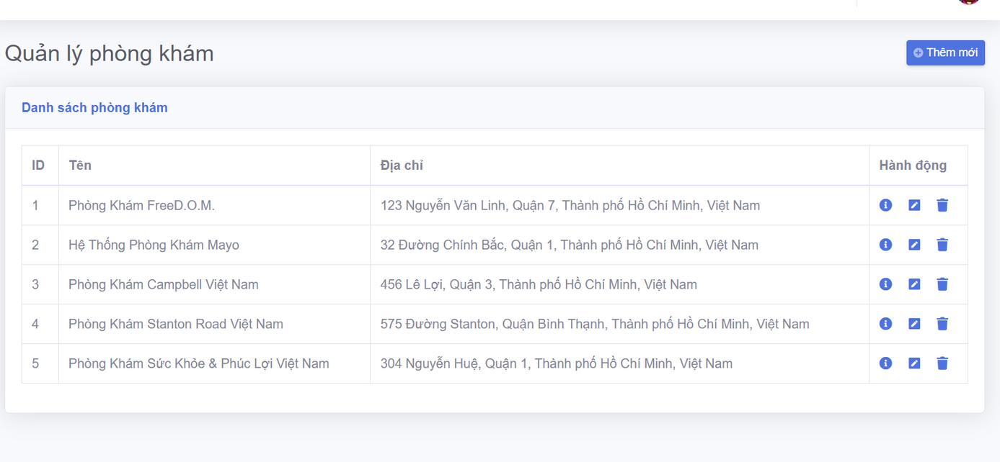 Quản lý phòng khám
Thêm mới
Danh sách phòng khám
ID Tên Địa chỉ Hành động
1 Phòng Khám FreeD.O.M. 123 Nguyễn Văn Linh, Quận 7, Thành phố Hồ Chí Minh, Việt Nam
2 Hệ Thống Phòng Khám Mayo 32 Đường Chính Bắc, Quận 1, Thành phố Hồ Chí Minh, Việt Nam
3 Phòng Khám Campbell Việt Nam 456 Lê Lợi, Quận 3, Thành phố Hồ Chí Minh, Việt Nam
4 Phòng Khám Stanton Road Việt Nam 575 Đường Stanton, Quận Bình Thạnh, Thành phố Hồ Chí Minh, Việt Nam
5 Phòng Khám Sức Khỏe & Phúc Lợi Việt Nam 304 Nguyễn Huệ, Quận 1, Thành phố Hồ Chí Minh, Việt Nam